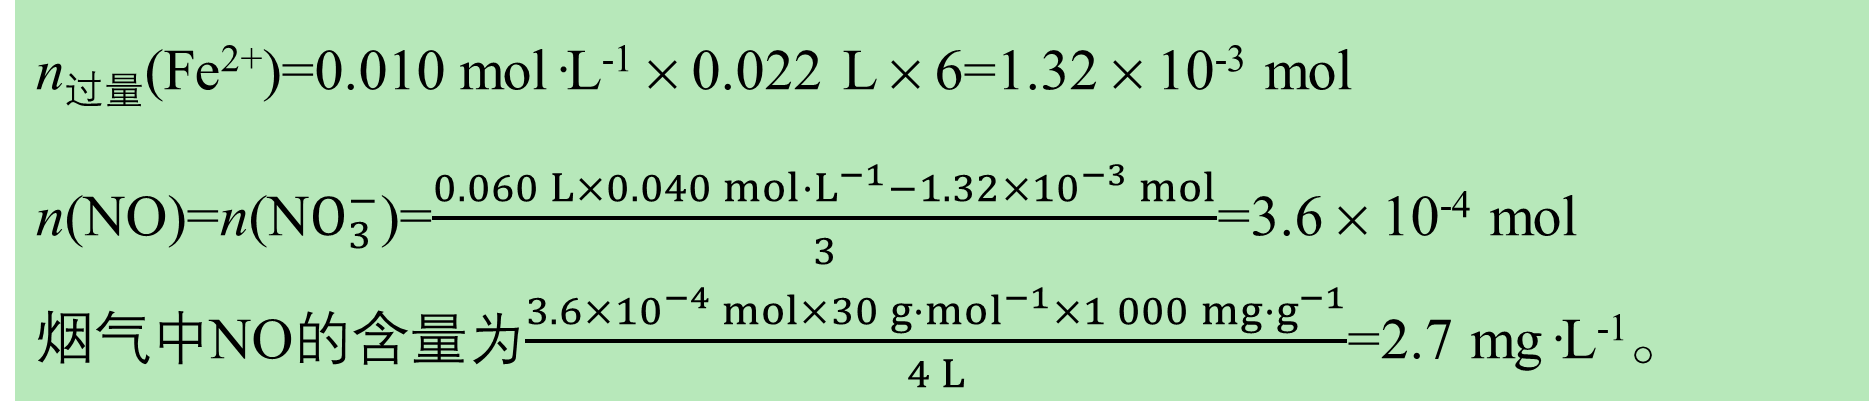 n过量(Fe²⁺)=0.010 mol·L⁻¹×0.022 L×6=1.32×10⁻³ mol
n(NO)=n(NO₃⁻)=(0.060 L×0.040 mol·L⁻¹−1.32×10⁻³ mol)/3=3.6×10⁻⁴ mol
烟气中NO的含量为(3.6×10⁻⁴ mol×30 g·mol⁻¹×1 000 mg·g⁻¹)/(4 L)=2.7 mg·L⁻¹。